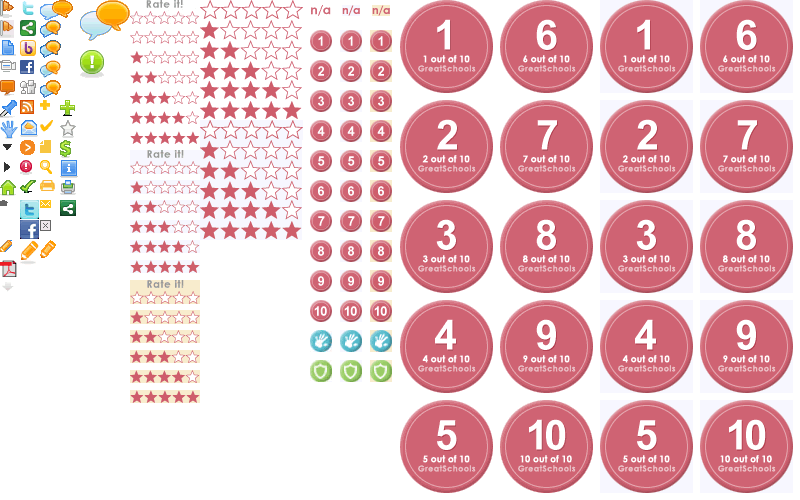 Rate it!
Rate it!
Rate it!
n/a n/a n/a
1 1 1
2 2 2
3 3 3
4 4 4
5 5 5
6 6 6
7 7 7
8 8 8
9 9 9
10 10 10
1 6 1 6
1 out of 10 6 out of 10 1 out of 10 6 out of 10
GreatSchools GreatSchools GreatSchools GreatSchools
2 7 2 7
2 out of 10 7 out of 10 2 out of 10 7 out of 10
GreatSchools GreatSchools GreatSchools GreatSchools
3 8 3 8
3 out of 10 8 out of 10 3 out of 10 8 out of 10
GreatSchools GreatSchools GreatSchools GreatSchools
4 9 4 9
4 out of 10 9 out of 10 4 out of 10 9 out of 10
GreatSchools GreatSchools GreatSchools GreatSchools
5 10 5 10
5 out of 10 10 out of 10 5 out of 10 10 out of 10
GreatSchools GreatSchools GreatSchools GreatSchools